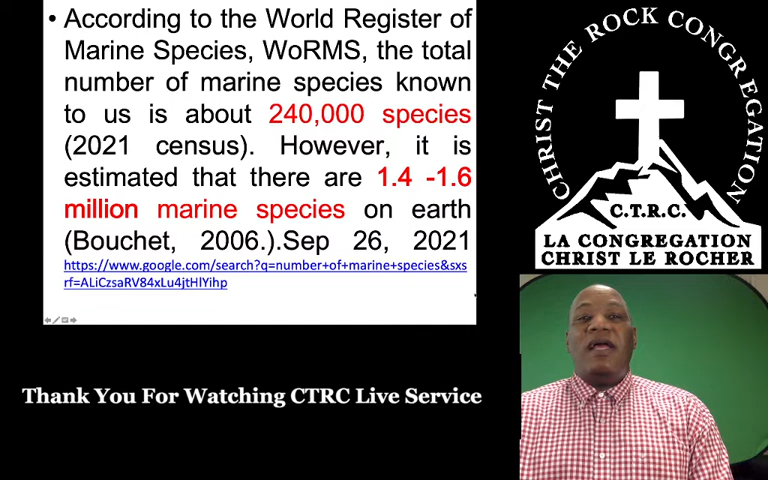 • According to the World Register of
Marine Species, WoRMS, the total
number of marine species known
to us is about 240,000 species
(2021 census). However, it is
estimated that there are 1.4 -1.6
million marine species on earth
(Bouchet, 2006.).Sep 26, 2021
https://www.google.com/search?q=number+of+marine+species&sxs
rf=ALiCzsaRV84xLu4jtHlYihp
CHRIST THE ROCK CONGREGATION
C.T.R.C.
LA CONGREGATION
CHRIST LE ROCHER
Thank You For Watching CTRC Live Service